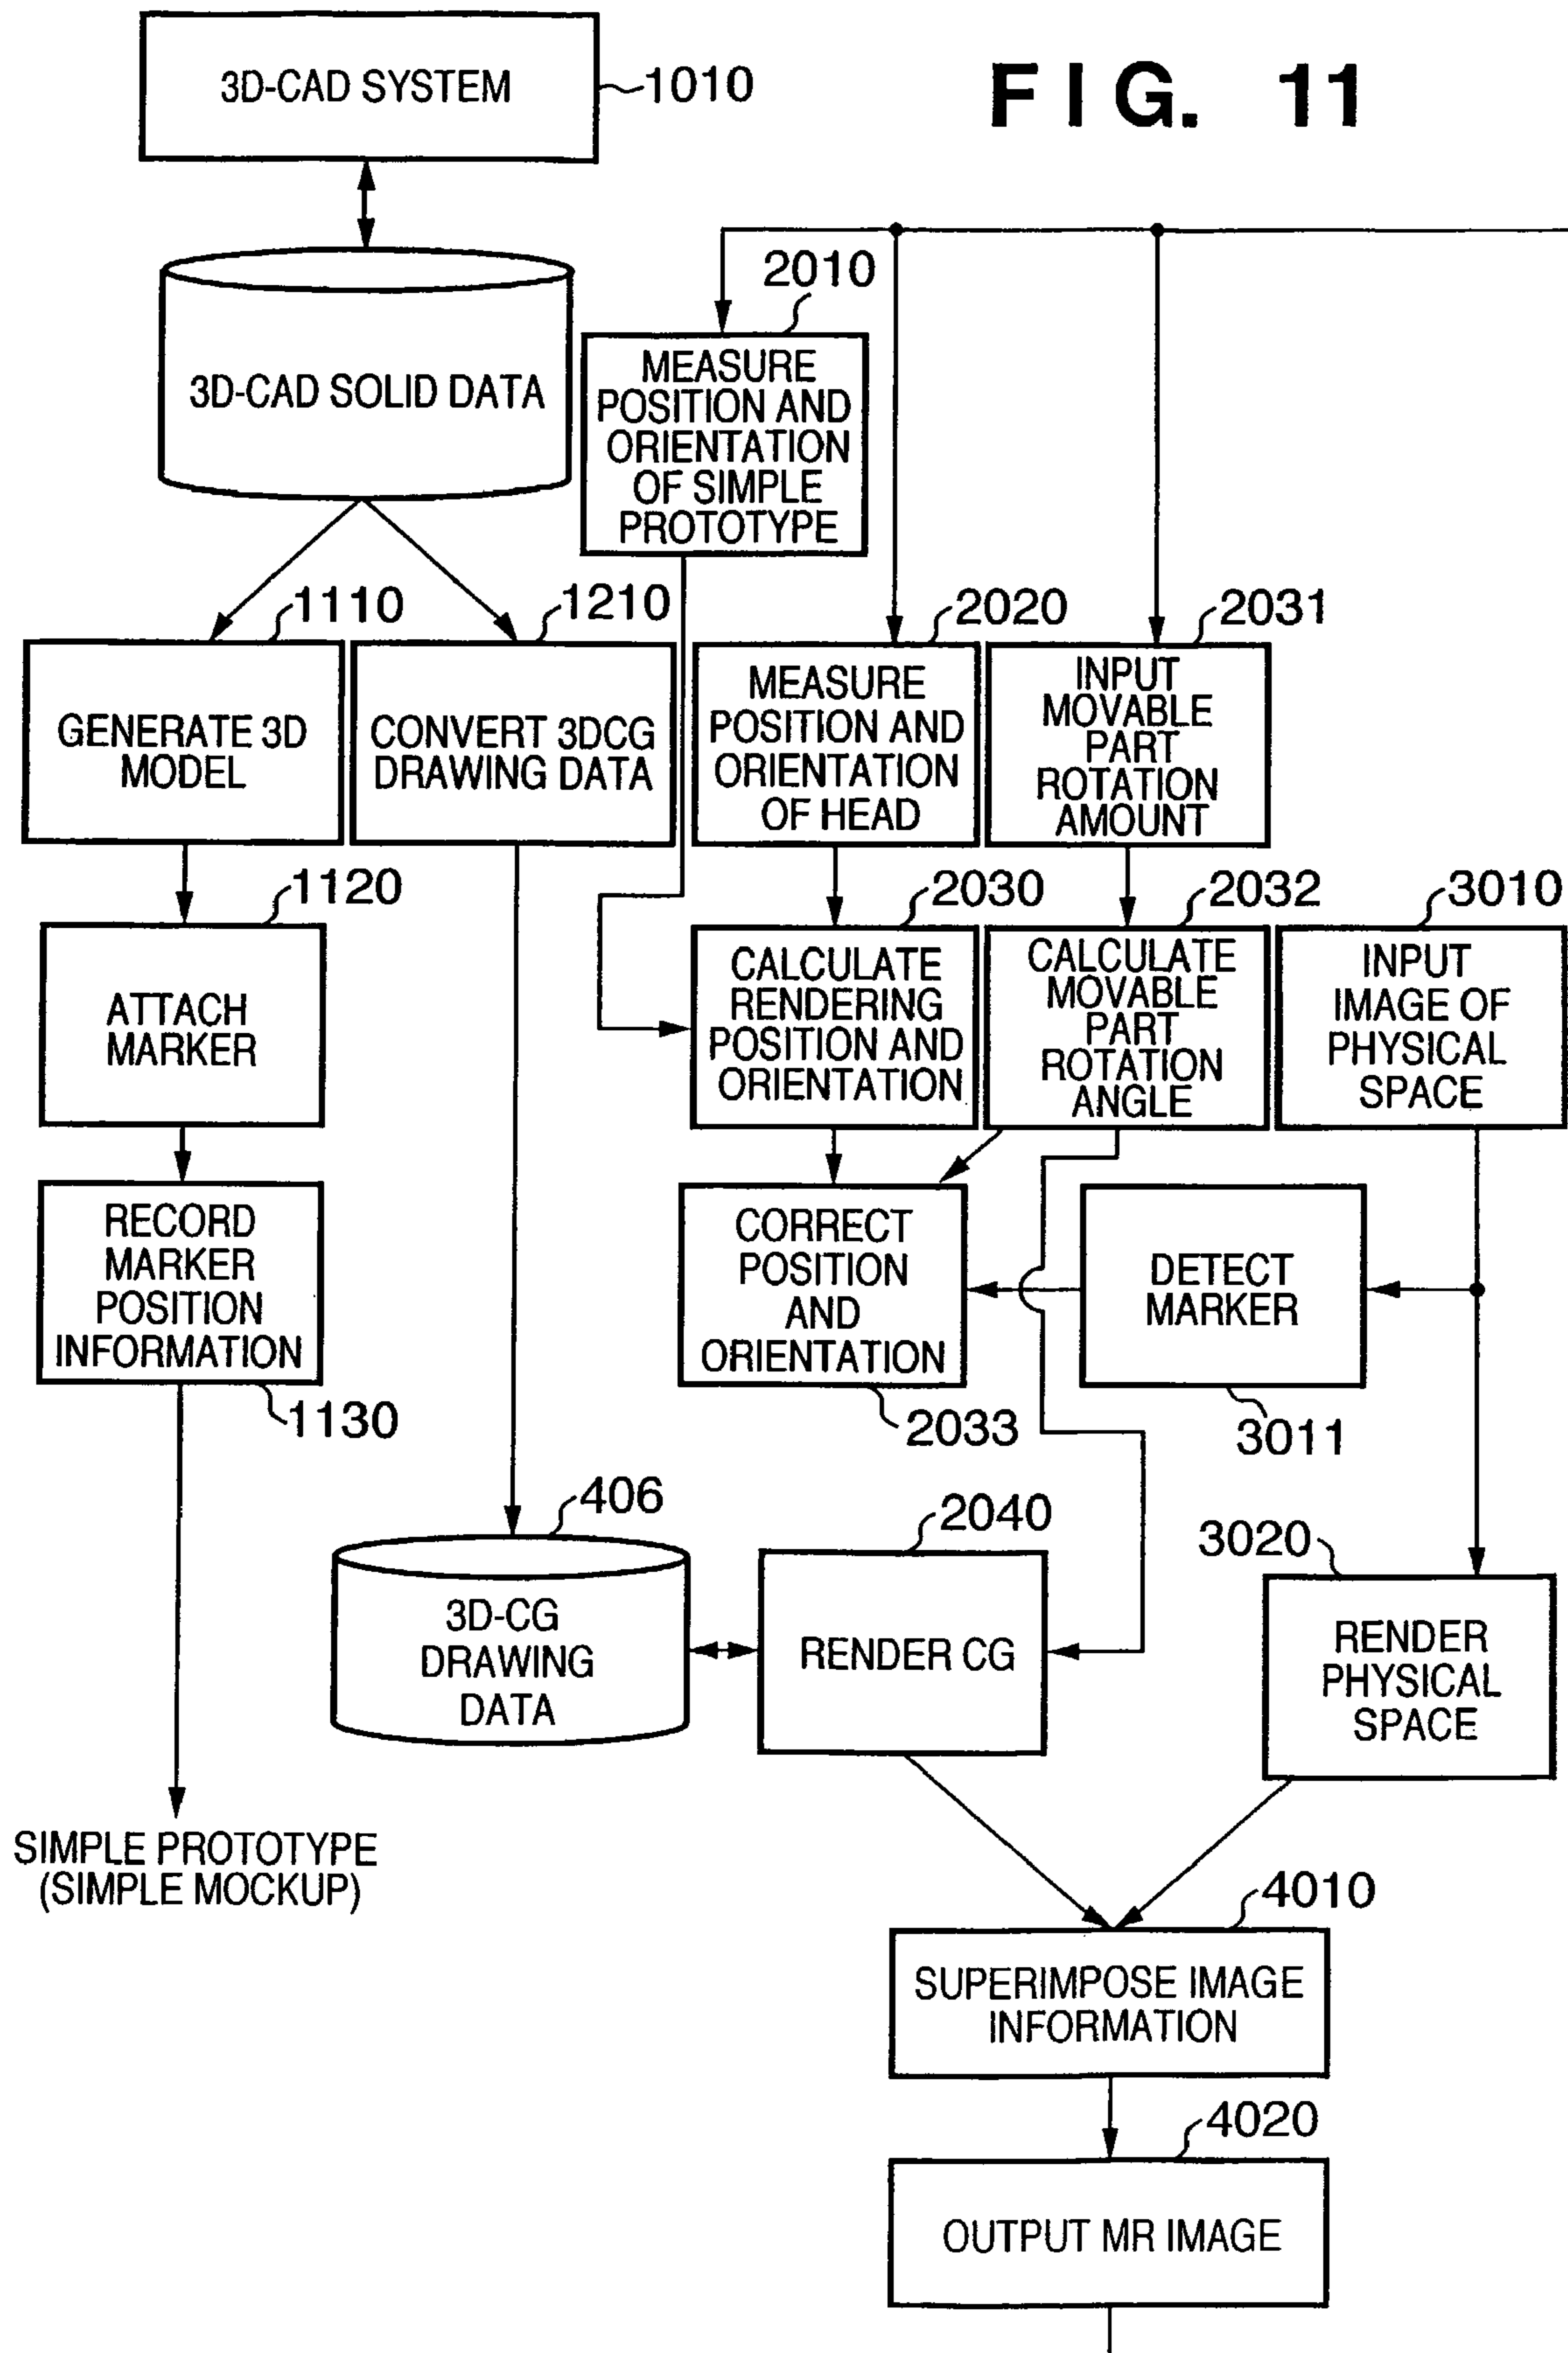 FIG. 11
3D-CAD SYSTEM
1010
3D-CAD SOLID DATA
2010
MEASURE
POSITION AND
ORIENTATION
OF SIMPLE
PROTOTYPE
1110
GENERATE 3D
MODEL
1210
CONVERT 3DCG
DRAWING DATA
2020
MEASURE
POSITION AND
ORIENTATION
OF HEAD
2031
INPUT
MOVABLE
PART
ROTATION
AMOUNT
1120
ATTACH
MARKER
2030
CALCULATE
RENDERING
POSITION AND
ORIENTATION
2032
CALCULATE
MOVABLE
PART
ROTATION
ANGLE
3010
INPUT
IMAGE OF
PHYSICAL
SPACE
RECORD
MARKER
POSITION
INFORMATION
1130
CORRECT
POSITION
AND
ORIENTATION
2033
DETECT
MARKER
3011
406
3D-CG
DRAWING
DATA
2040
RENDER CG
3020
RENDER
PHYSICAL
SPACE
SIMPLE PROTOTYPE
(SIMPLE MOCKUP)
4010
SUPERIMPOSE IMAGE
INFORMATION
4020
OUTPUT MR IMAGE